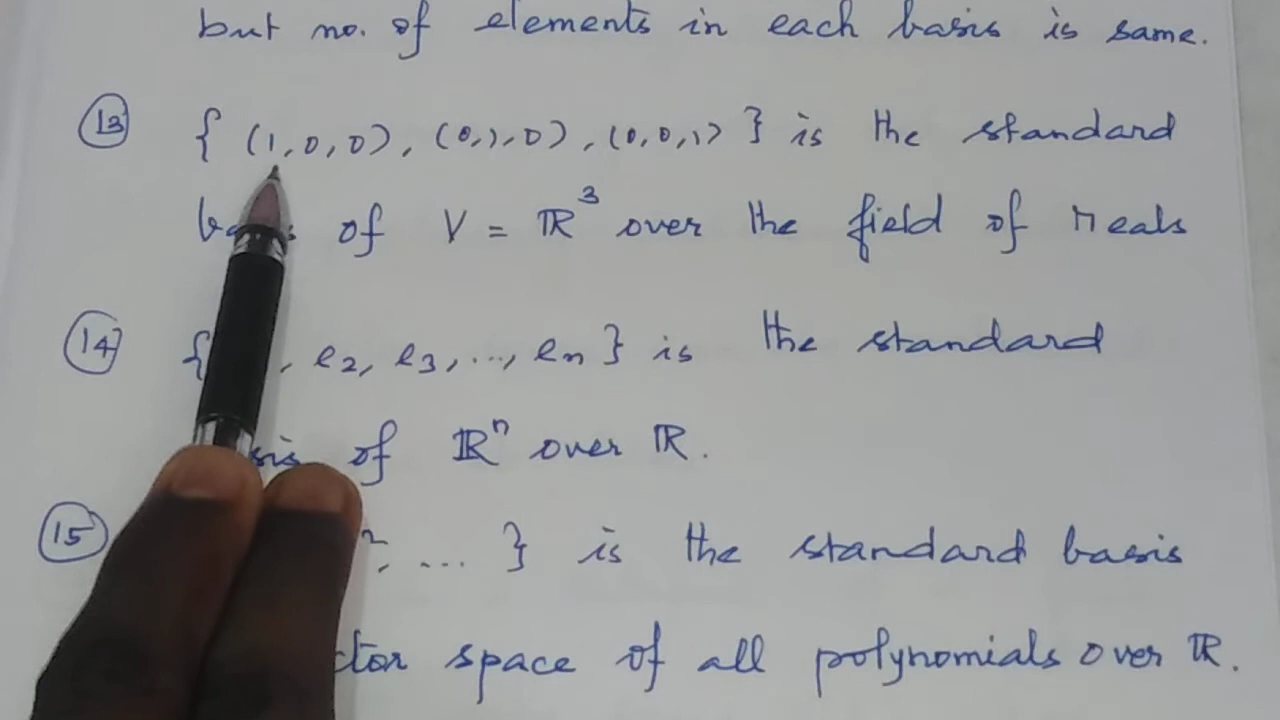 but no. of elements in each basis is same.
13 { (1,0,0), (0,1,0), (0,0,1) } is the standard
of V = ℝ³ over the field of reals
14 { , e2, e3, ..., en } is the standard
of ℝⁿ over ℝ.
15 , ... } is the standard basis
space of all polynomials over ℝ.